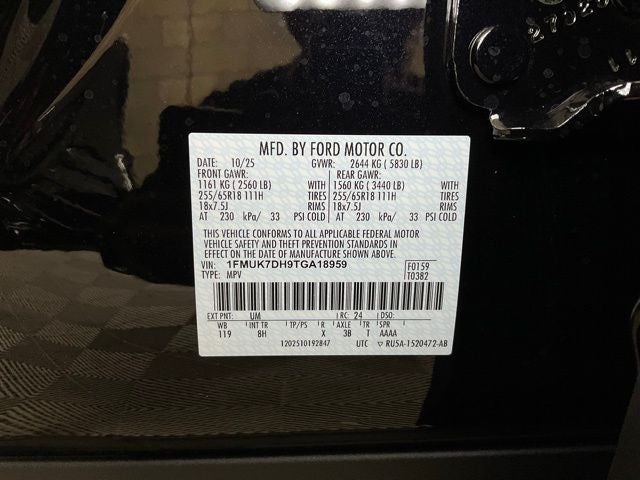 MFD. BY FORD MOTOR CO.
DATE: 10/25 GVWR: 2644 KG ( 5830 LB)
FRONT GAWR: REAR GAWR:
1161 KG ( 2560 LB) WITH 1560 KG ( 3440 LB) WITH
255/65R18 111H TIRES 255/65R18 111H TIRES
18x7.5J RIMS 18x7.5J RIMS
AT 230 kPa/ 33 PSI COLD AT 230 kPa/ 33 PSI COLD
THIS VEHICLE CONFORMS TO ALL APPLICABLE FEDERAL MOTOR
VEHICLE SAFETY AND THEFT PREVENTION STANDARDS IN
EFFECT ON THE DATE OF MANUFACTURE SHOWN ABOVE.
VIN: 1FMUK7DH9TGA18959 F0159
TYPE: MPV T0382
EXT PNT: UM RC: 24 DSO:
WB INT TR TP/PS R AXLE TR SPR
119 8H X 3B T AAAA
1202510192847 UTC ▽ RU5A-1520472-AB